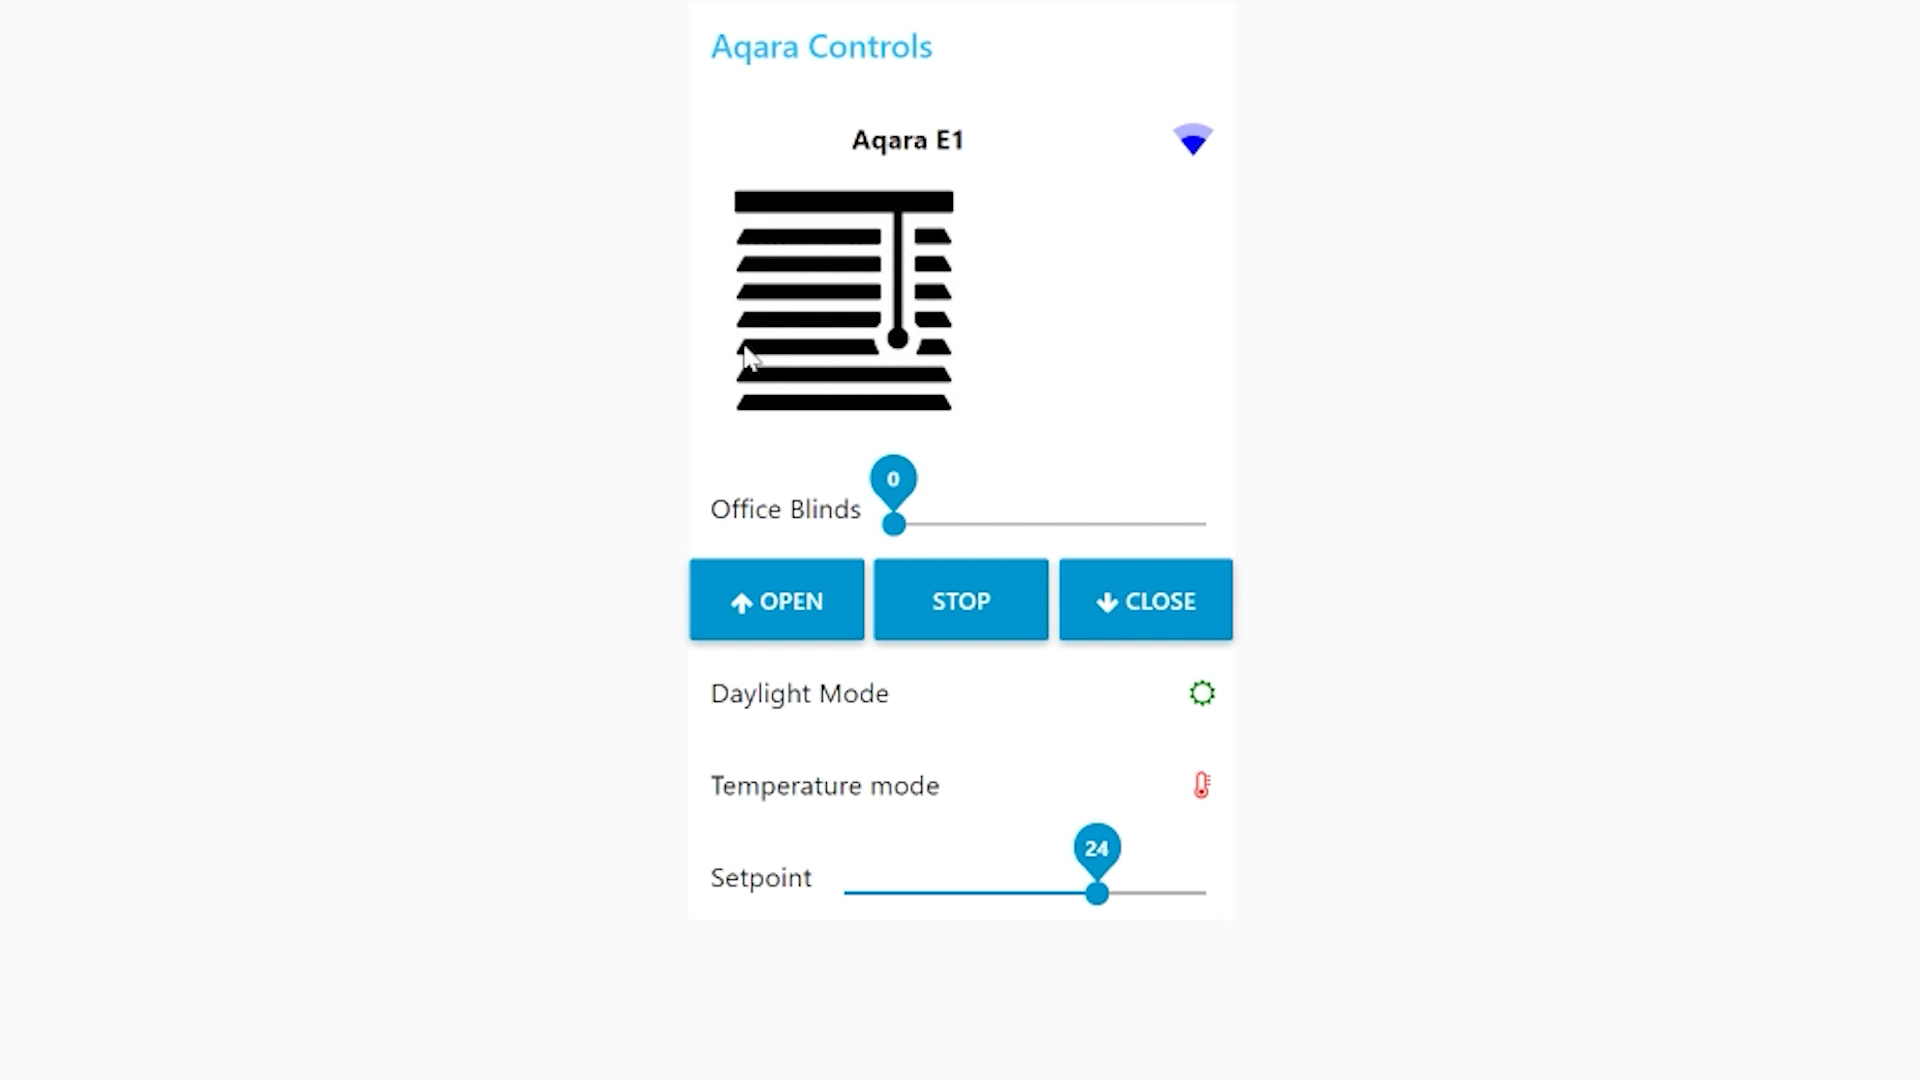 Aqara Controls
Aqara E1
0
Office Blinds
OPEN STOP CLOSE
Daylight Mode
Temperature mode
24
Setpoint